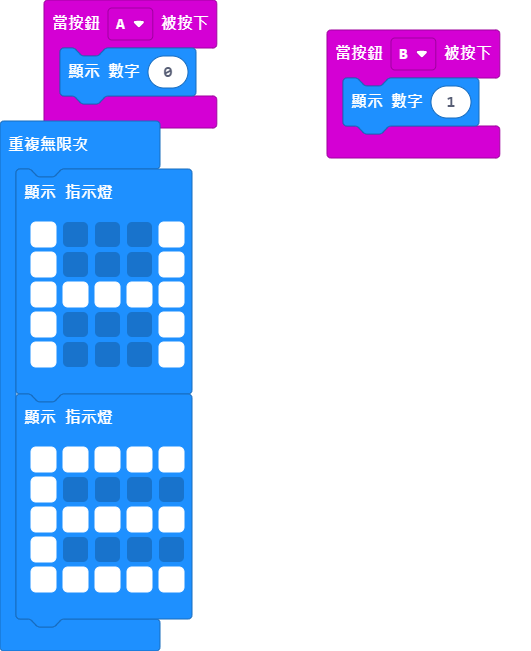 當按鈕 A 被按下
顯示 數字 0
當按鈕 B 被按下
顯示 數字 1
重複無限次
顯示 指示燈
顯示 指示燈